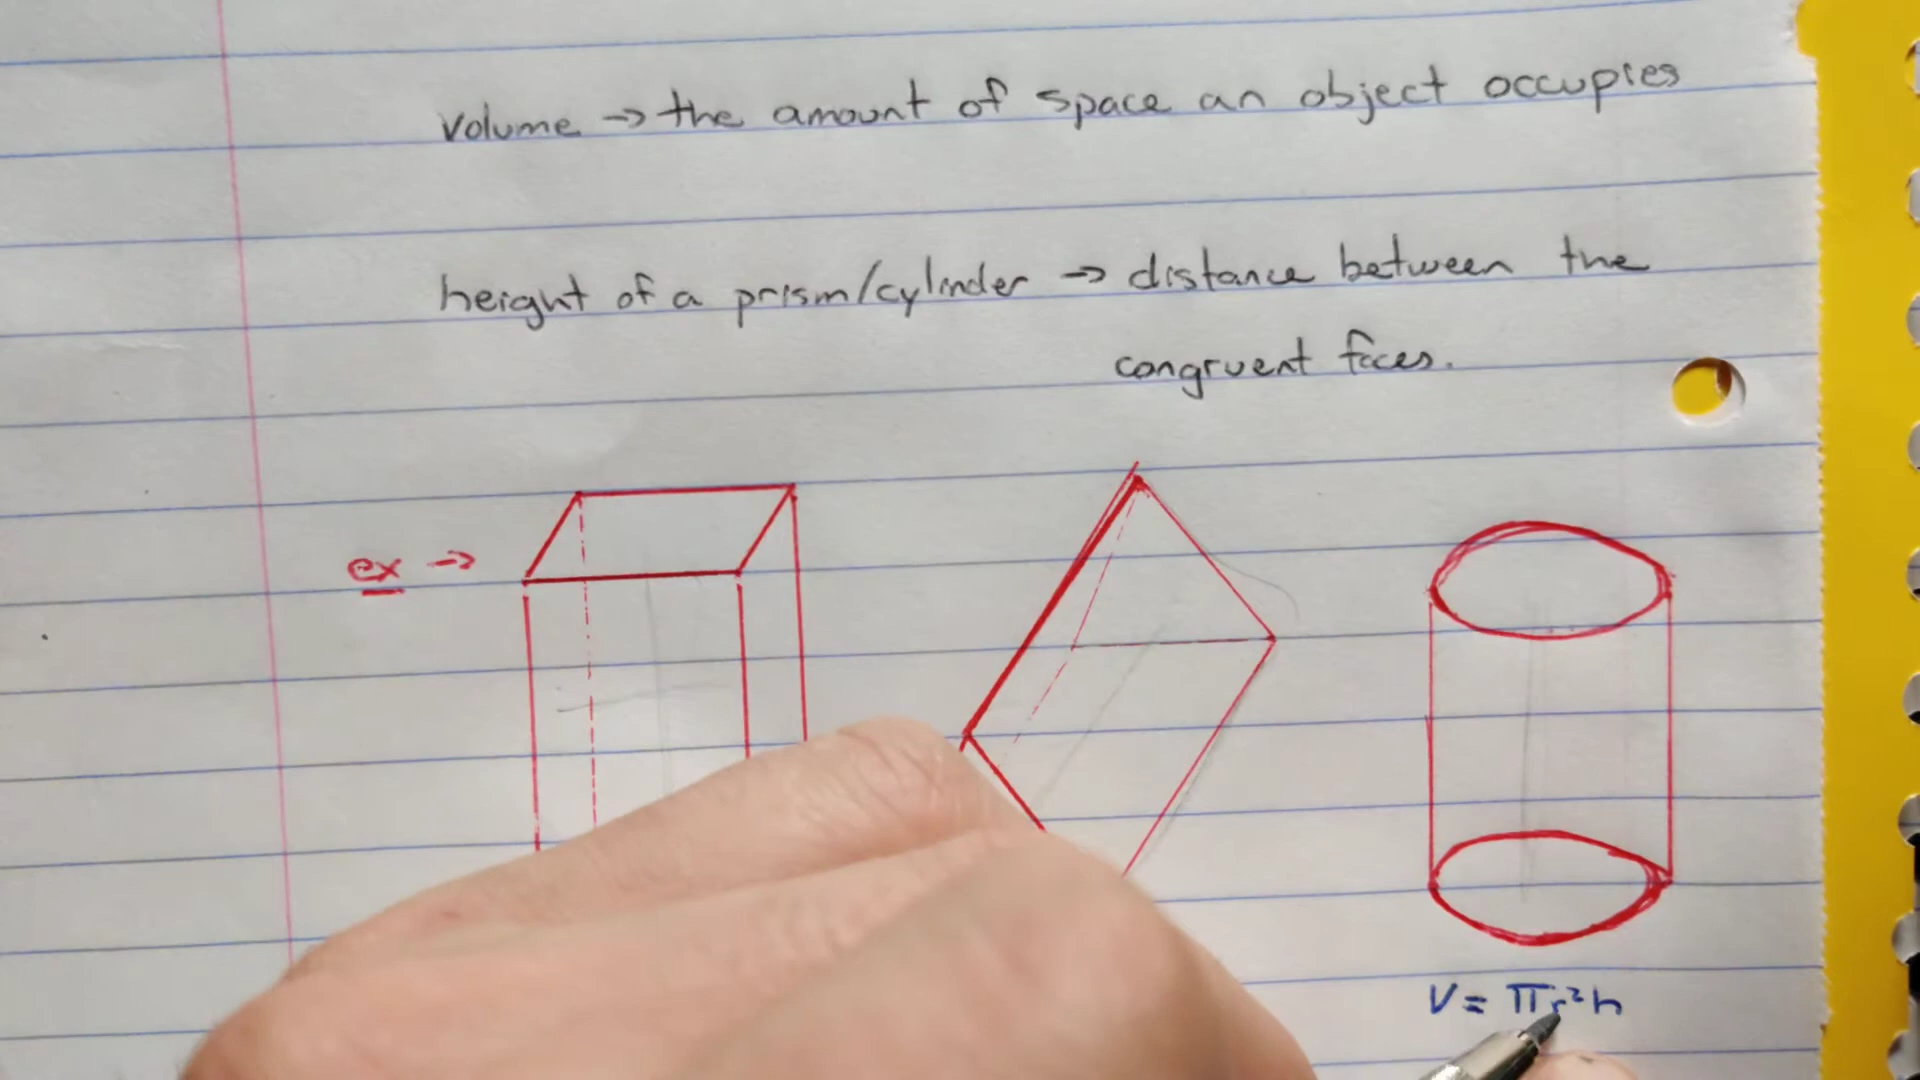 volume → the amount of space an object occupies
height of a prism/cylinder → distance between the
congruent faces.
ex →
V = πr²h